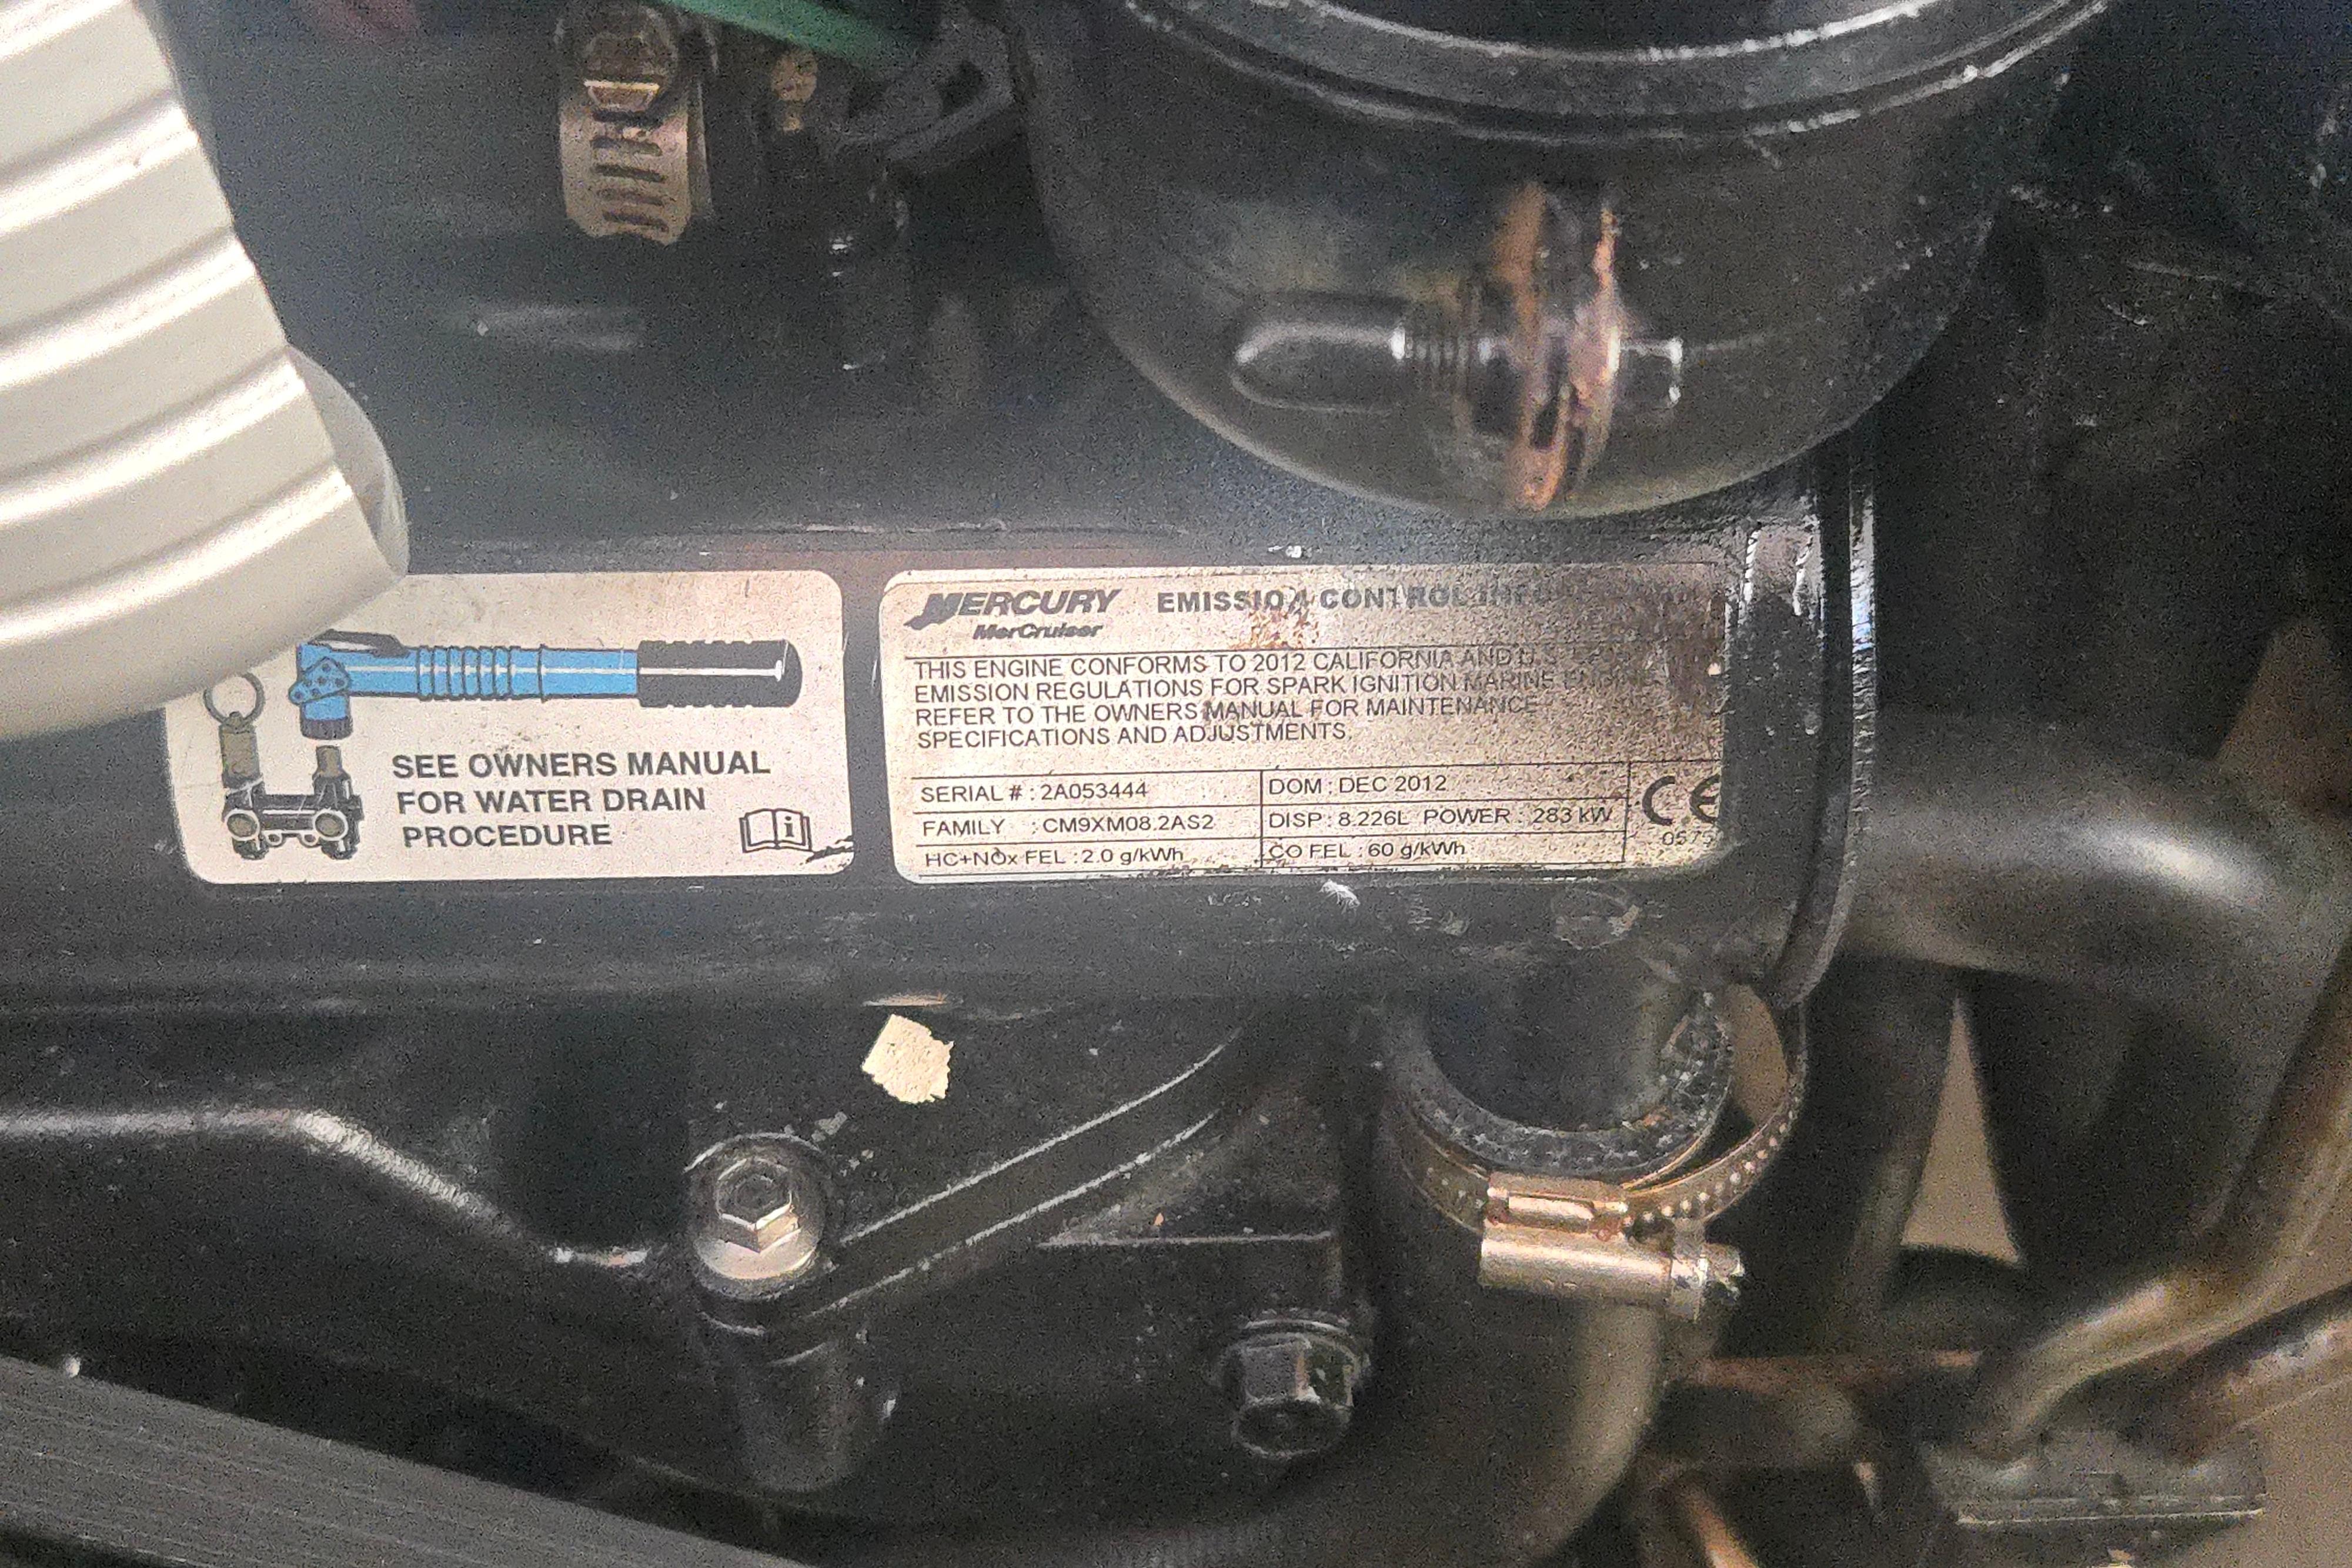 SEE OWNERS MANUAL
FOR WATER DRAIN
PROCEDURE
i
MERCURY
MerCruiser
EMISSION CONTROL
THIS ENGINE CONFORMS TO 2012 CALIFORNIA AND U.S.
EMISSION REGULATIONS FOR SPARK IGNITION MARINE
REFER TO THE OWNERS MANUAL FOR MAINTENANCE
SPECIFICATIONS AND ADJUSTMENTS.
SERIAL # : 2A053444 DOM : DEC 2012
FAMILY : CM9XM08.2AS2 DISP : 8.226L POWER : 283 kW
HC+NOx FEL : 2.0 g/kWh CO FEL : 60 g/kWh
CE
0575